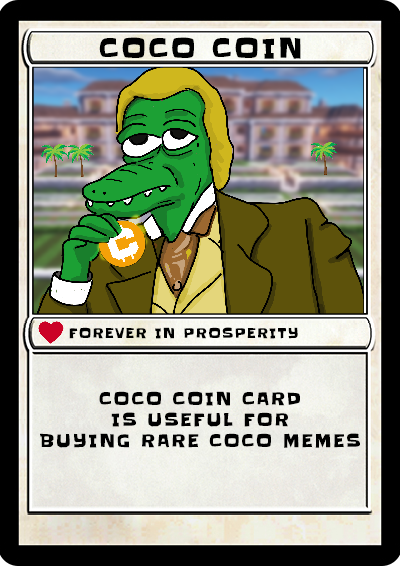 COCO COIN
FOREVER IN PROSPERITY
COCO COIN CARD
IS USEFUL FOR
BUYING RARE COCO MEMES